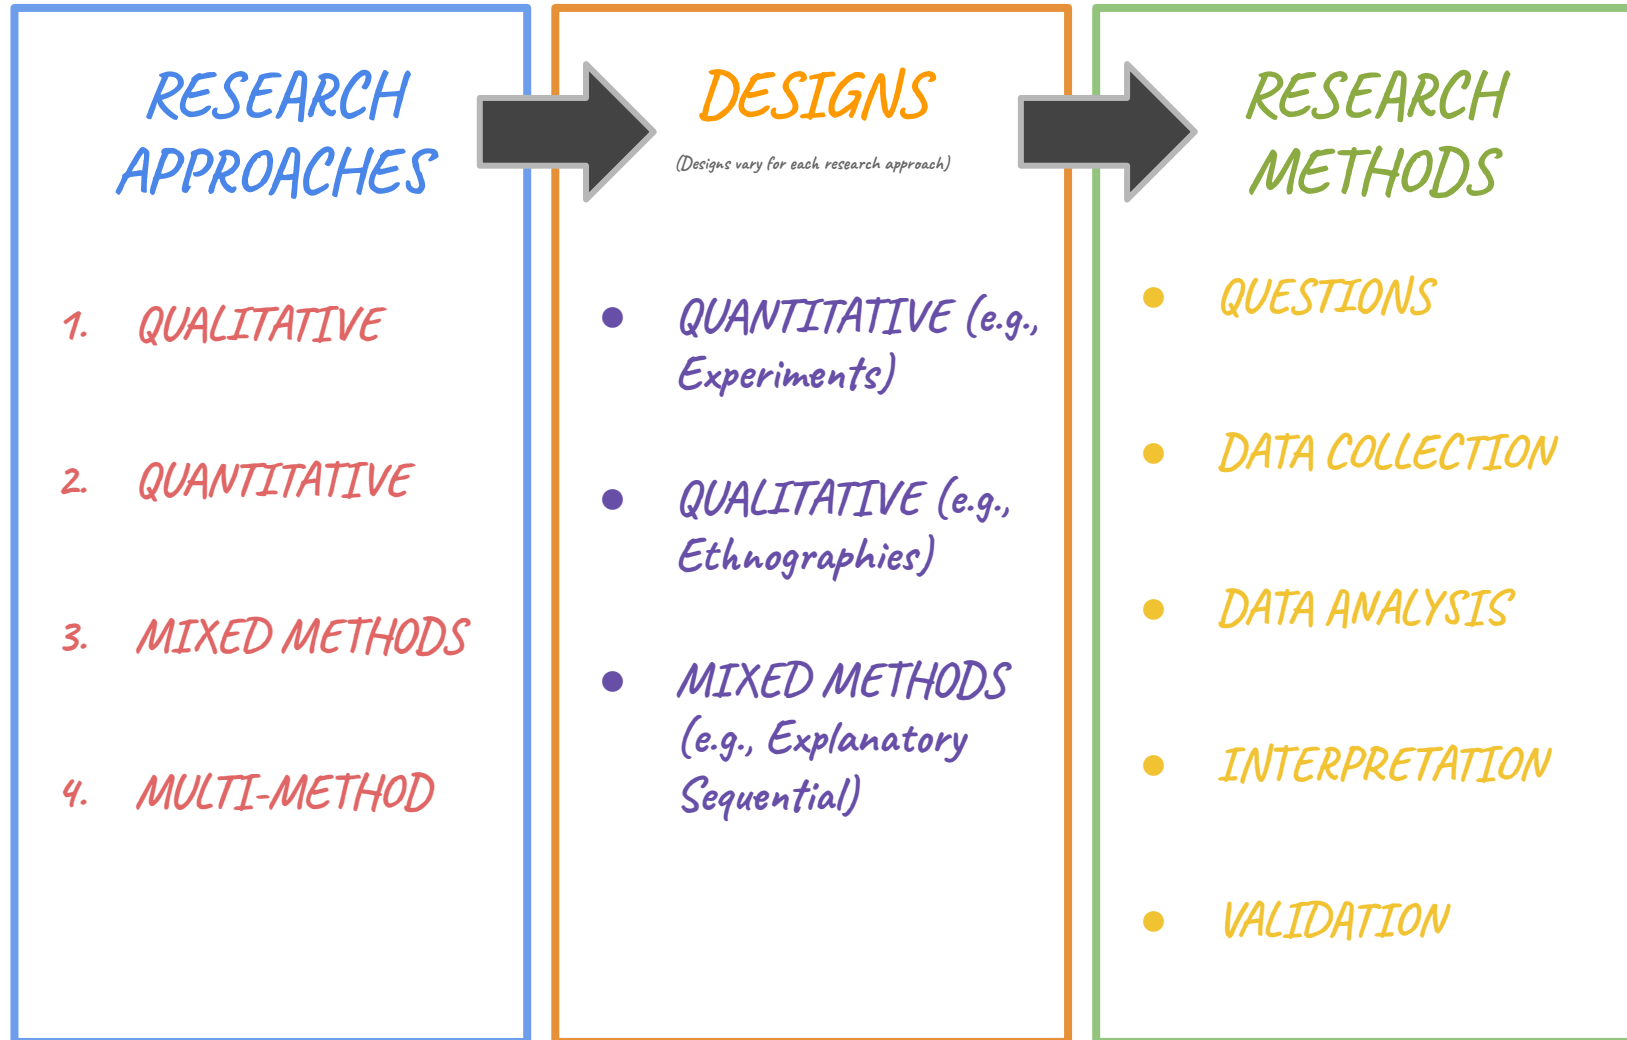 RESEARCH
APPROACHES
1. QUALITATIVE
2. QUANTITATIVE
3. MIXED METHODS
4. MULTI-METHOD
DESIGNS
(Designs vary for each research approach)
● QUANTITATIVE (e.g.,
Experiments)
● QUALITATIVE (e.g.,
Ethnographies)
● MIXED METHODS
(e.g., Explanatory
Sequential)
RESEARCH
METHODS
● QUESTIONS
● DATA COLLECTION
● DATA ANALYSIS
● INTERPRETATION
● VALIDATION